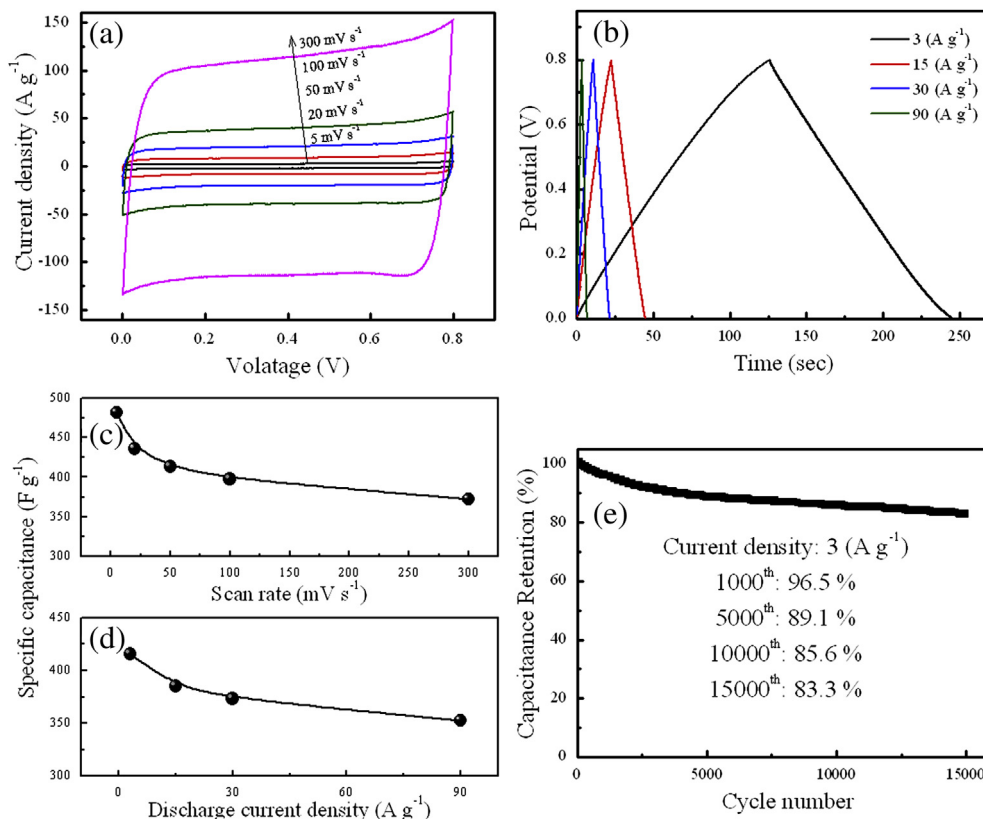 (a)
300 mV s⁻¹
100 mV s⁻¹
50 mV s⁻¹
20 mV s⁻¹
5 mV s⁻¹
150
100
50
0
-50
-100
-150
Current density (A g⁻¹)
0.0 0.2 0.4 0.6 0.8
Volatage (V)
(b)
3 (A g⁻¹)
15 (A g⁻¹)
30 (A g⁻¹)
90 (A g⁻¹)
0.8
0.4
0.2
0.0
Potential (V)
0 50 100 150 200 250
Time (sec)
(c)
500
450
400
350
300
0 50 100 150 200 250 300
Scan rate (mV s⁻¹)
Specific capacitance (F g⁻¹)
(d)
450
400
350
300
0 30 60 90
Discharge current density (A g⁻¹)
100
80
60
40
20
0
Capacitaance Retention (%)
(e)
Current density: 3 (A g⁻¹)
1000th: 96.5 %
5000th: 89.1 %
10000th: 85.6 %
15000th: 83.3 %
0 5000 10000 15000
Cycle number